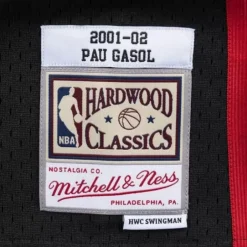 2001-02
PAU GASOL
HARDWOOD
NBA
CLASSICS
NOSTALGIA CO.
Mitchell & Ness
PHILADELPHIA, PA
HWC SWINGMAN